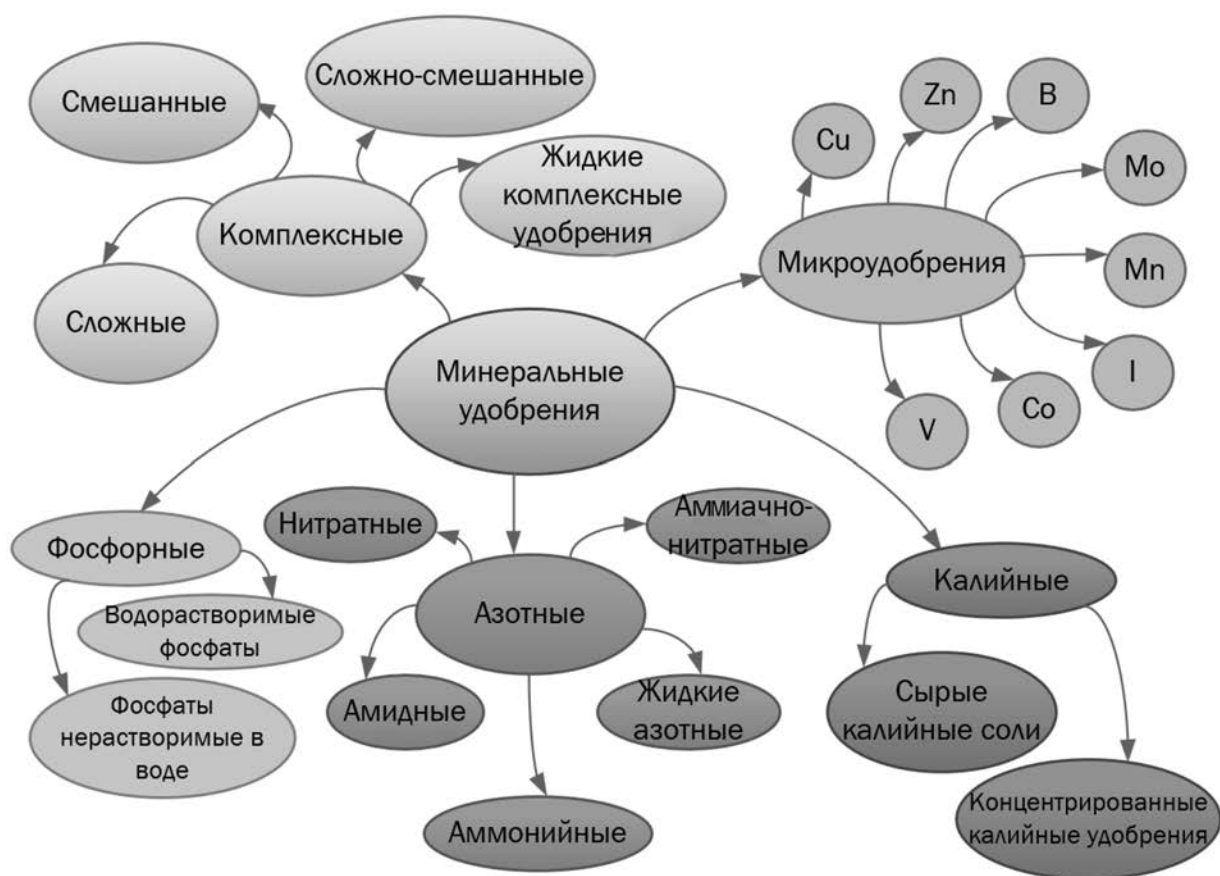 Смешанные
Сложно-смешанные
Жидкие
комплексные
удобрения
Комплексные
Сложные
Cu
Zn
B
Mo
Mn
I
Co
V
Микроудобрения
Минеральные
удобрения
Фосфорные
Водорастворимые
фосфаты
Фосфаты
нерастворимые в
воде
Нитратные
Аммиачно-
нитратные
Азотные
Амидные
Жидкие
азотные
Аммонийные
Калийные
Сырые
калийные соли
Концентрированные
калийные удобрения